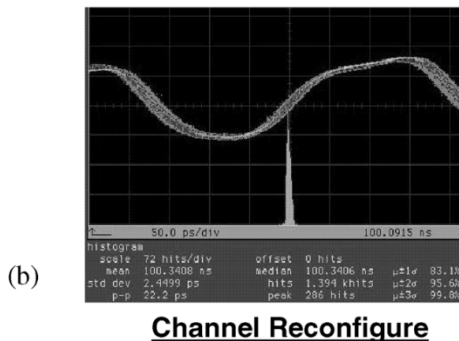 50.0 ps/div 100.0915 ns
histogram
scale 72 hits/div offset 0 hits
mean 100.3408 ns median 100.3406 ns µ±1σ 83.1%
std dev 2.4499 ps hits 1.394 khits µ±2σ 95.6%
p-p 22.2 ps peak 286 hits µ±3σ 99.8%
(b)
Channel Reconfigure